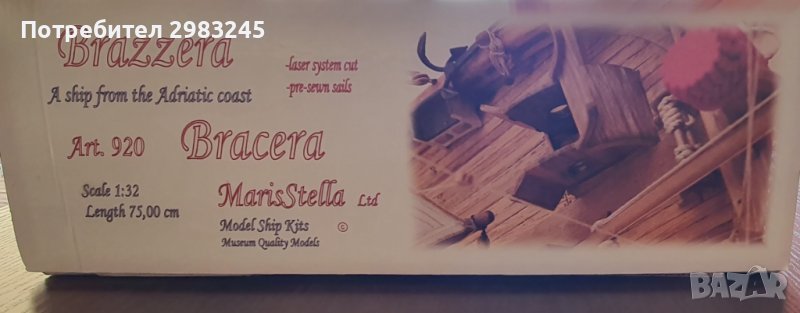 Потребител 2983245
Brazzera
-laser system cut
-pre-sewn sails
A ship from the Adriatic coast
Art. 920 Bracera
Scale 1:32
Length 75,00 cm
MarisStella Ltd
Model Ship Kits ©
Museum Quality Models
BAZAR